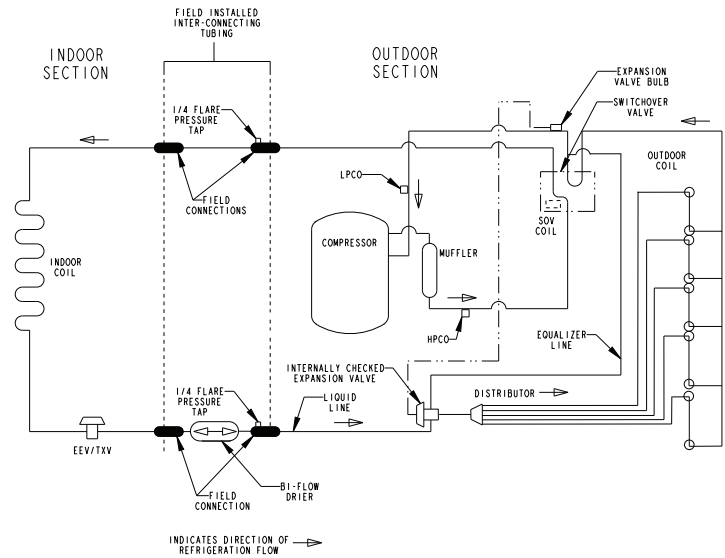 FIELD INSTALLED
INTER-CONNECTING
TUBING
INDOOR
SECTION
OUTDOOR
SECTION
EXPANSION
VALVE BULB
SWITCHOVER
VALVE
1/4 FLARE
PRESSURE
TAP
OUTDOOR
COIL
LPCO
FIELD
CONNECTIONS
SOV
COIL
COMPRESSOR
MUFFLER
INDOOR
COIL
HPCO
EQUALIZER
LINE
INTERNALLY CHECKED
EXPANSION VALVE
1/4 FLARE
PRESSURE
TAP
LIQUID
LINE
DISTRIBUTOR
EEV/TXV
FIELD
CONNECTION
BI-FLOW
DRIER
INDICATES DIRECTION OF
REFRIGERATION FLOW